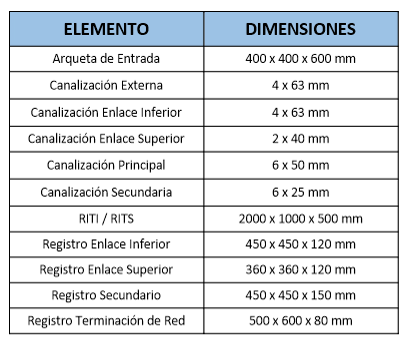 ELEMENTO DIMENSIONES
Arqueta de Entrada 400 x 400 x 600 mm
Canalización Externa 4 x 63 mm
Canalización Enlace Inferior 4 x 63 mm
Canalización Enlace Superior 2 x 40 mm
Canalización Principal 6 x 50 mm
Canalización Secundaria 6 x 25 mm
RITI / RITS 2000 x 1000 x 500 mm
Registro Enlace Inferior 450 x 450 x 120 mm
Registro Enlace Superior 360 x 360 x 120 mm
Registro Secundario 450 x 450 x 150 mm
Registro Terminación de Red 500 x 600 x 80 mm